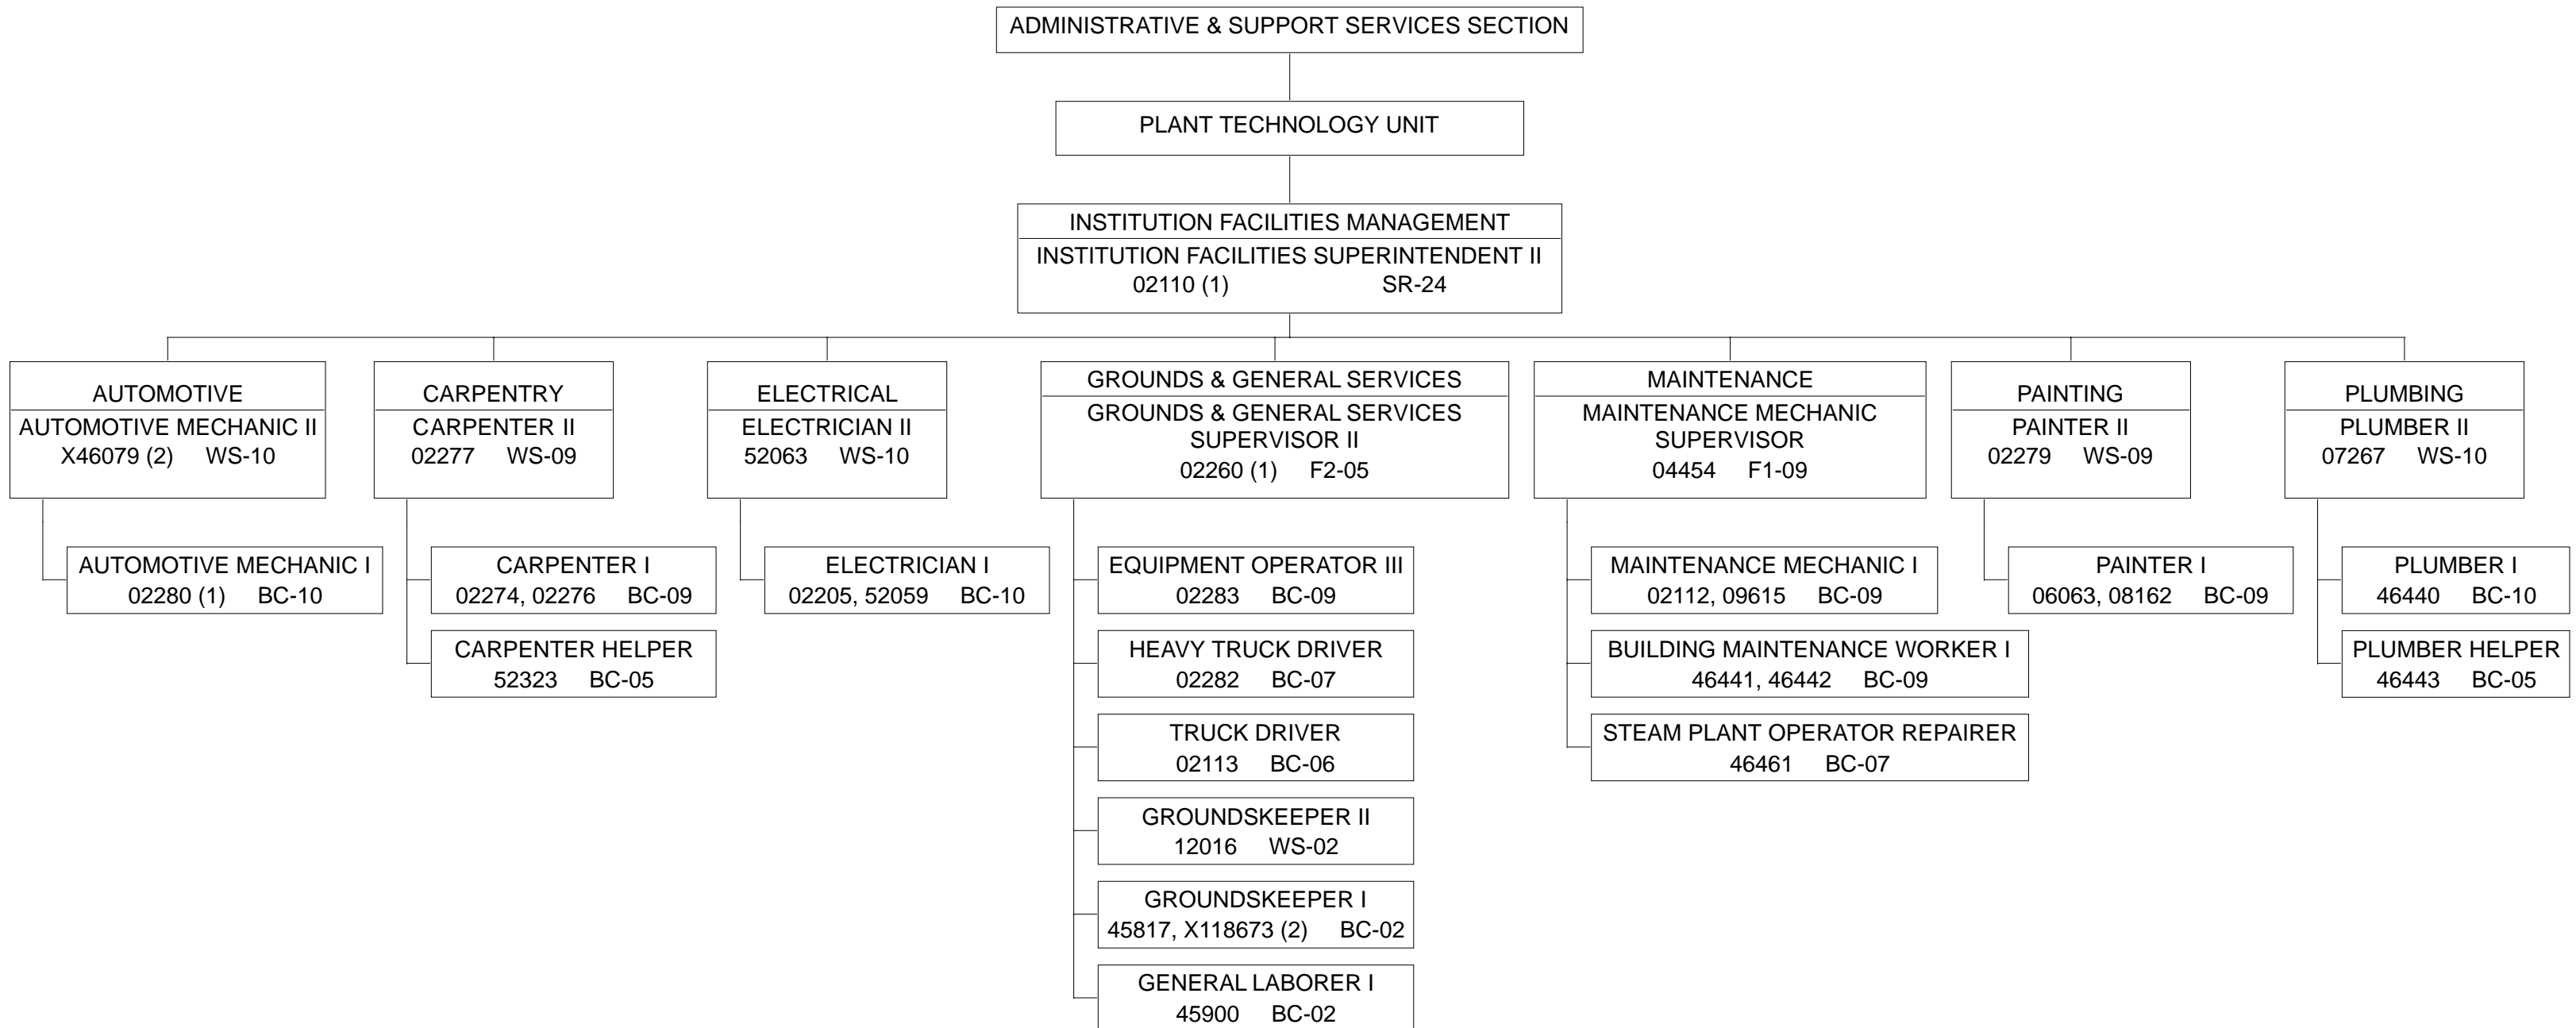 ADMINISTRATIVE & SUPPORT SERVICES SECTION
PLANT TECHNOLOGY UNIT
INSTITUTION FACILITIES MANAGEMENT
INSTITUTION FACILITIES SUPERINTENDENT II
02110 (1) SR-24
AUTOMOTIVE
AUTOMOTIVE MECHANIC II
X46079 (2) WS-10
AUTOMOTIVE MECHANIC I
02280 (1) BC-10
CARPENTRY
CARPENTER II
02277 WS-09
CARPENTER I
02274, 02276 BC-09
CARPENTER HELPER
52323 BC-05
ELECTRICAL
ELECTRICIAN II
52063 WS-10
ELECTRICIAN I
02205, 52059 BC-10
GROUNDS & GENERAL SERVICES
GROUNDS & GENERAL SERVICES
SUPERVISOR II
02260 (1) F2-05
EQUIPMENT OPERATOR III
02283 BC-09
HEAVY TRUCK DRIVER
02282 BC-07
TRUCK DRIVER
02113 BC-06
GROUNDSKEEPER II
12016 WS-02
GROUNDSKEEPER I
45817, X118673 (2) BC-02
GENERAL LABORER I
45900 BC-02
MAINTENANCE
MAINTENANCE MECHANIC
SUPERVISOR
04454 F1-09
MAINTENANCE MECHANIC I
02112, 09615 BC-09
BUILDING MAINTENANCE WORKER I
46441, 46442 BC-09
STEAM PLANT OPERATOR REPAIRER
46461 BC-07
PAINTING
PAINTER II
02279 WS-09
PAINTER I
06063, 08162 BC-09
PLUMBING
PLUMBER II
07267 WS-10
PLUMBER I
46440 BC-10
PLUMBER HELPER
46443 BC-05